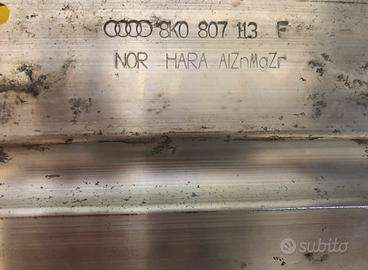 8K0 807 113 F
NOR HARA AlZnMgZr
subito